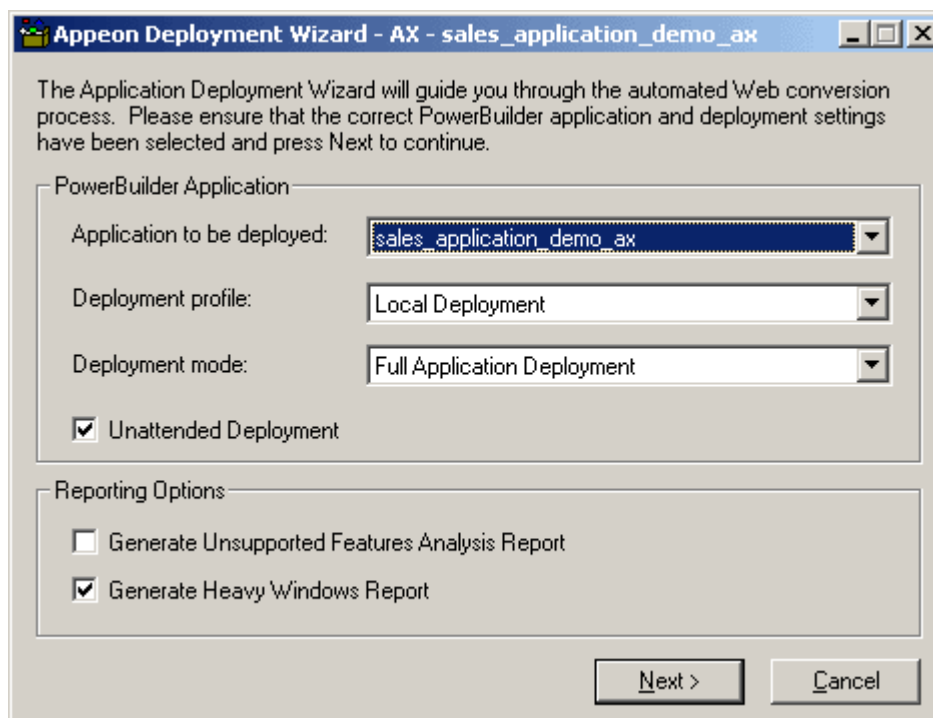 Appeon Deployment Wizard - AX - sales_application_demo_ax
The Application Deployment Wizard will guide you through the automated Web conversion
process.  Please ensure that the correct PowerBuilder application and deployment settings
have been selected and press Next to continue.
PowerBuilder Application
Application to be deployed: sales_application_demo_ax
Deployment profile: Local Deployment
Deployment mode: Full Application Deployment
Unattended Deployment
Reporting Options
Generate Unsupported Features Analysis Report
Generate Heavy Windows Report
Next > Cancel